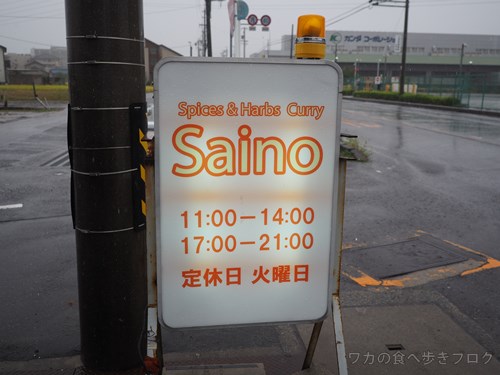 Spices & Harbs Curry
Saino
11:00－14:00
17:00－21:00
定休日 火曜日
ワカの食べ歩きブログ